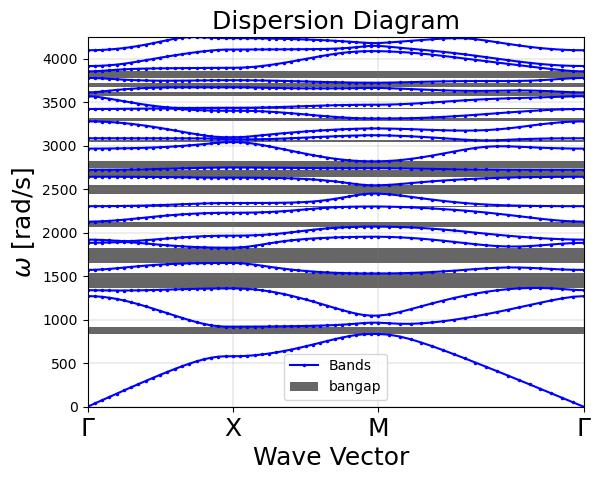 Dispersion Diagram
4000
3500
3000
2500
2000
1500
1000
500
0
ω [rad/s]
Bands
bangap
Γ X M Γ
Wave Vector